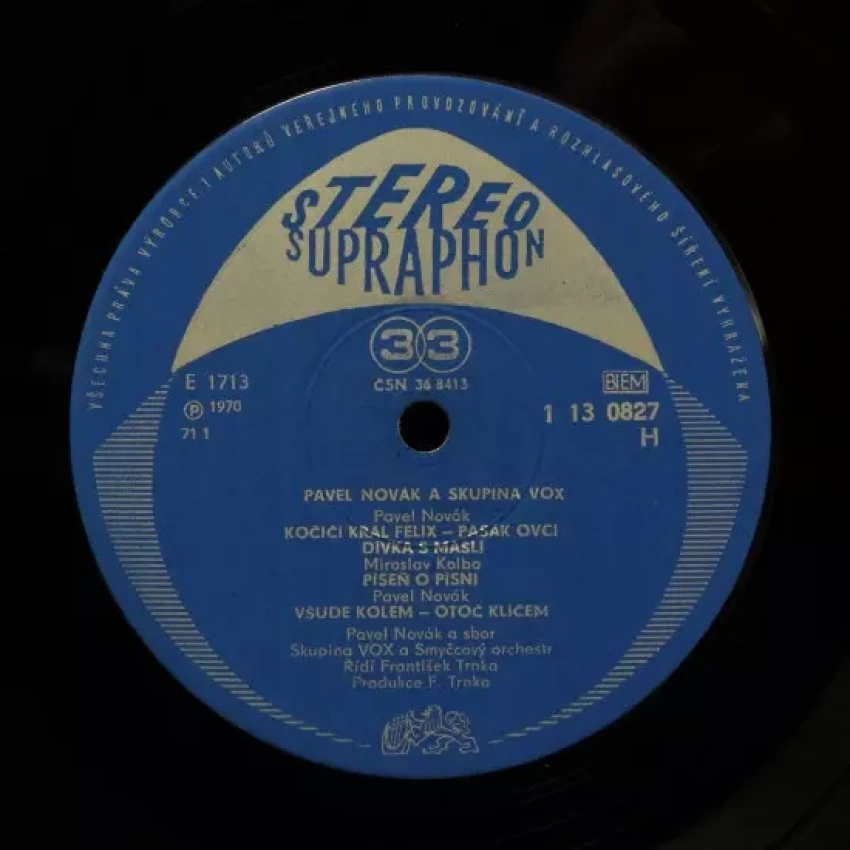 VŠECHNA PRÁVA VÝROBCE I AUTORŮ VEŘEJNÉHO PROVOZOVÁNÍ A ROZHLASOVÉHO ŠÍŘENÍ VYHRAŽENA
STEREO
SUPRAPHON
33
ČSN 36 8413
E 1713
℗ 1970
71 1
BIEM
1 13 0827
H
PAVEL NOVÁK A SKUPINA VOX
Pavel Novák
KOČIČÍ KRÁL FELIX – PASÁK OVCÍ
DÍVKA S MAŠLÍ
Miroslav Kolba
PÍSEŇ O PÍSNI
Pavel Novák
VŠUDE KOLEM – OTOČ KLÍČEM
Pavel Novák a sbor
Skupina VOX a Smyčcový orchestr
Řídí František Trnka
Produkce F. Trnka